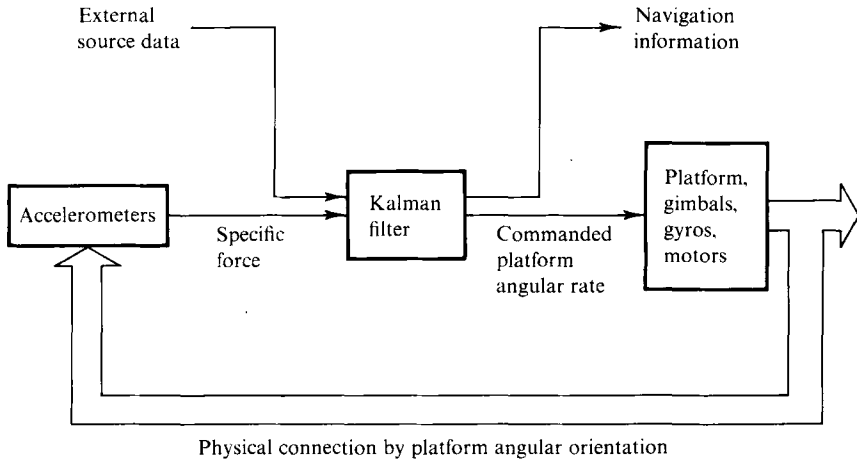 External
source data
Navigation
information
Accelerometers
Specific
force
Kalman
filter
Commanded
platform
angular rate
Platform,
gimbals,
gyros,
motors
Physical connection by platform angular orientation